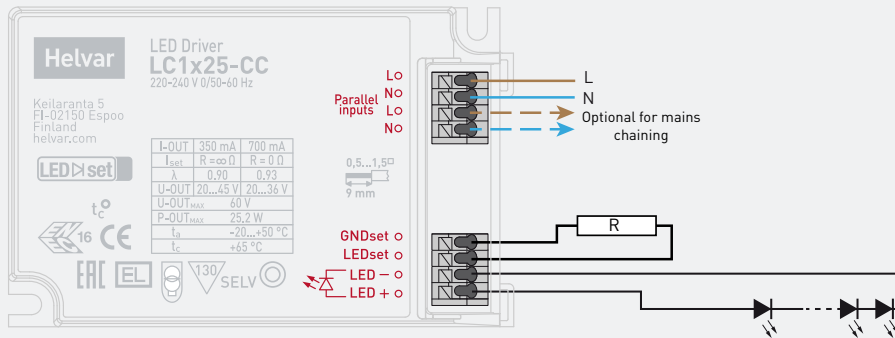 Helvar
LED Driver
LC1x25-CC
220-240 V 0/50-60 Hz
Keilaranta 5
FI-02150 Espoo
Finland
helvar.com
LED set
tc
16 CE
EAC EL
130
SELV
I-OUT 350 mA 700 mA
Iset R = ∞ Ω R = 0 Ω
λ 0.90 0.93
U-OUT 20...45 V 20...36 V
U-OUTMAX 60 V
P-OUTMAX 25.2 W
ta -20...+50 °C
tc +65 °C
0,5...1,5□
9 mm
Parallel
inputs
L
N
L
N
GNDset
LEDset
LED –
LED +
L
N
Optional for mains
chaining
R